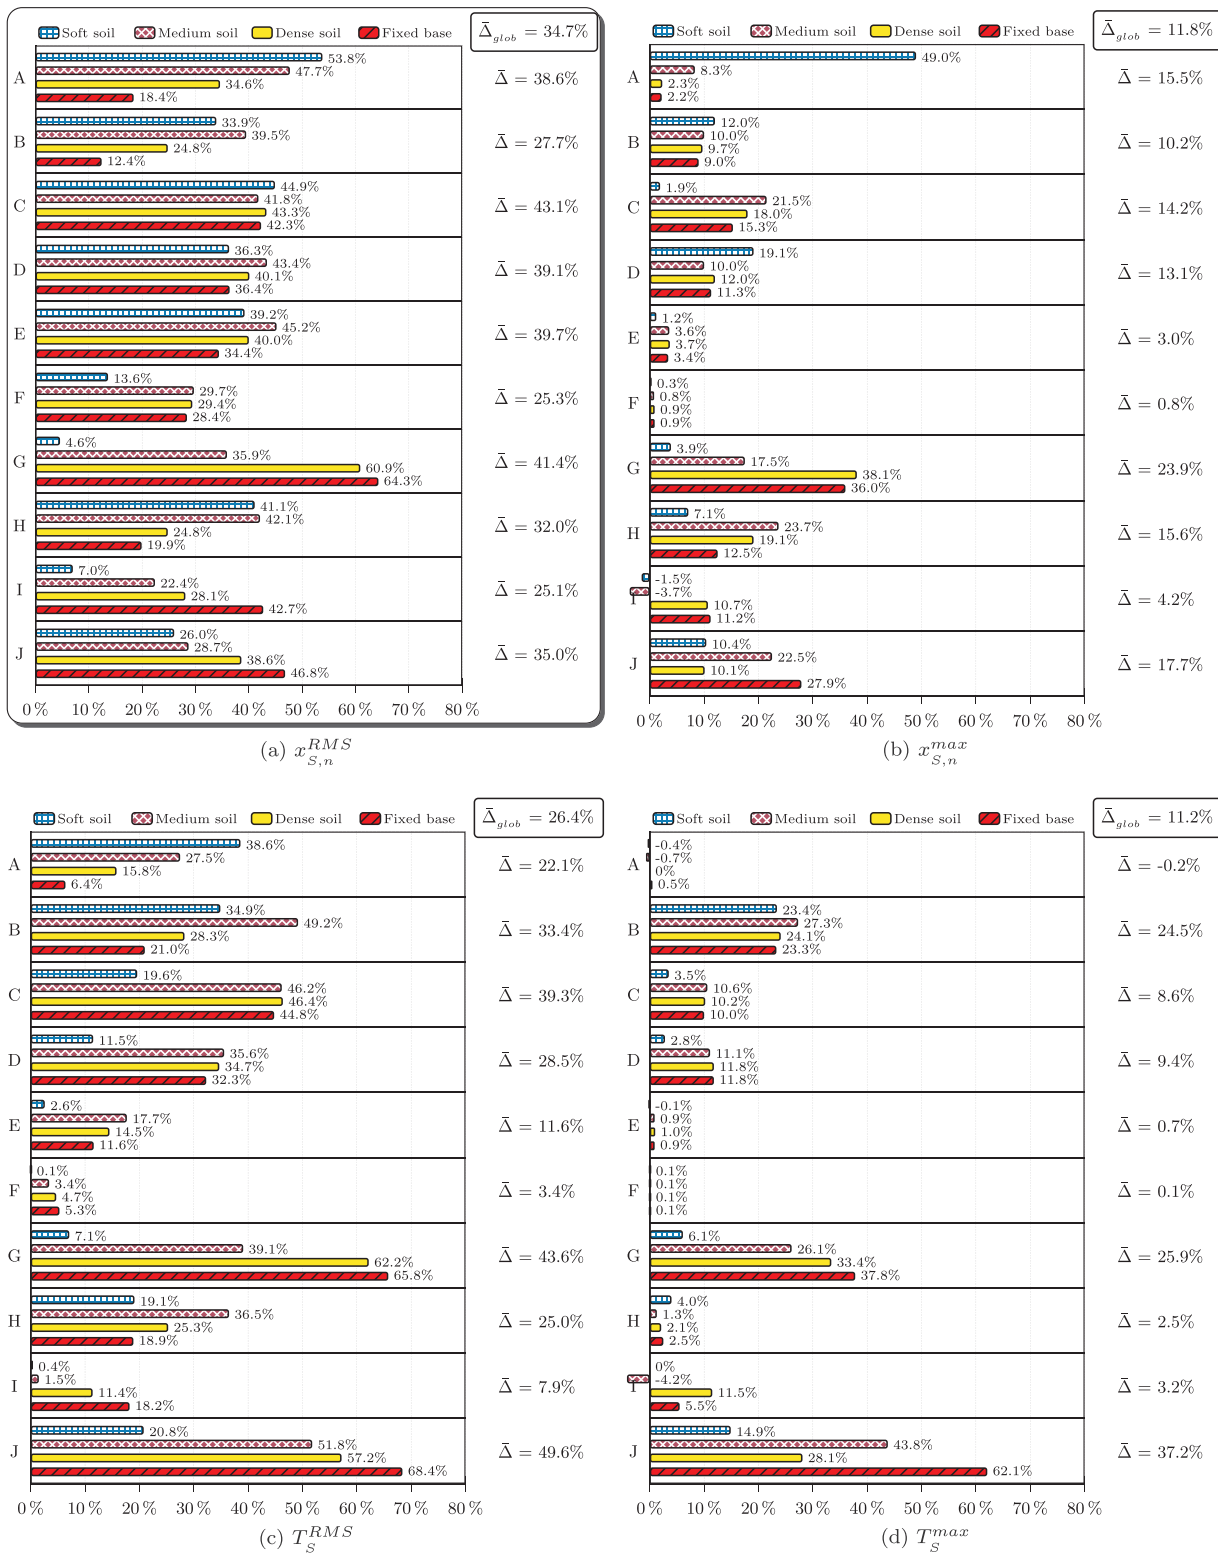 Soft soil Medium soil Dense soil Fixed base
Δ̄_glob = 34.7%
A
53.8%
47.7%
34.6%
18.4%
Δ̄ = 38.6%
B
33.9%
39.5%
24.8%
12.4%
Δ̄ = 27.7%
C
44.9%
41.8%
43.3%
42.3%
Δ̄ = 43.1%
D
36.3%
43.4%
40.1%
36.4%
Δ̄ = 39.1%
E
39.2%
45.2%
40.0%
34.4%
Δ̄ = 39.7%
F
13.6%
29.7%
29.4%
28.4%
Δ̄ = 25.3%
G
4.6%
35.9%
60.9%
64.3%
Δ̄ = 41.4%
H
41.1%
42.1%
24.8%
19.9%
Δ̄ = 32.0%
I
7.0%
22.4%
28.1%
42.7%
Δ̄ = 25.1%
J
26.0%
28.7%
38.6%
46.8%
Δ̄ = 35.0%
0 % 10 % 20 % 30 % 40 % 50 % 60 % 70 % 80 %
(a) x_{S,n}^{RMS}
Soft soil Medium soil Dense soil Fixed base
Δ̄_glob = 11.8%
A
49.0%
8.3%
2.3%
2.2%
Δ̄ = 15.5%
B
12.0%
10.0%
9.7%
9.0%
Δ̄ = 10.2%
C
1.9%
21.5%
18.0%
15.3%
Δ̄ = 14.2%
D
19.1%
10.0%
12.0%
11.3%
Δ̄ = 13.1%
E
1.2%
3.6%
3.7%
3.4%
Δ̄ = 3.0%
F
0.3%
0.8%
0.9%
0.9%
Δ̄ = 0.8%
G
3.9%
17.5%
38.1%
36.0%
Δ̄ = 23.9%
H
7.1%
23.7%
19.1%
12.5%
Δ̄ = 15.6%
I
-1.5%
-3.7%
10.7%
11.2%
Δ̄ = 4.2%
J
10.4%
22.5%
10.1%
27.9%
Δ̄ = 17.7%
0 % 10 % 20 % 30 % 40 % 50 % 60 % 70 % 80 %
(b) x_{S,n}^{max}
Soft soil Medium soil Dense soil Fixed base
Δ̄_glob = 26.4%
A
38.6%
27.5%
15.8%
6.4%
Δ̄ = 22.1%
B
34.9%
49.2%
28.3%
21.0%
Δ̄ = 33.4%
C
19.6%
46.2%
46.4%
44.8%
Δ̄ = 39.3%
D
11.5%
35.6%
34.7%
32.3%
Δ̄ = 28.5%
E
2.6%
17.7%
14.5%
11.6%
Δ̄ = 11.6%
F
0.1%
3.4%
4.7%
5.3%
Δ̄ = 3.4%
G
7.1%
39.1%
62.2%
65.8%
Δ̄ = 43.6%
H
19.1%
36.5%
25.3%
18.9%
Δ̄ = 25.0%
I
0.4%
1.5%
11.4%
18.2%
Δ̄ = 7.9%
J
20.8%
51.8%
57.2%
68.4%
Δ̄ = 49.6%
0 % 10 % 20 % 30 % 40 % 50 % 60 % 70 % 80 %
(c) T_S^{RMS}
Soft soil Medium soil Dense soil Fixed base
Δ̄_glob = 11.2%
A
-0.4%
-0.7%
0%
0.5%
Δ̄ = -0.2%
B
23.4%
27.3%
24.1%
23.3%
Δ̄ = 24.5%
C
3.5%
10.6%
10.2%
10.0%
Δ̄ = 8.6%
D
2.8%
11.1%
11.8%
11.8%
Δ̄ = 9.4%
E
-0.1%
0.9%
1.0%
0.9%
Δ̄ = 0.7%
F
0.1%
0.1%
0.1%
0.1%
Δ̄ = 0.1%
G
6.1%
26.1%
33.4%
37.8%
Δ̄ = 25.9%
H
4.0%
1.3%
2.1%
2.5%
Δ̄ = 2.5%
I
0%
-4.2%
11.5%
5.5%
Δ̄ = 3.2%
J
14.9%
43.8%
28.1%
62.1%
Δ̄ = 37.2%
0 % 10 % 20 % 30 % 40 % 50 % 60 % 70 % 80 %
(d) T_S^{max}